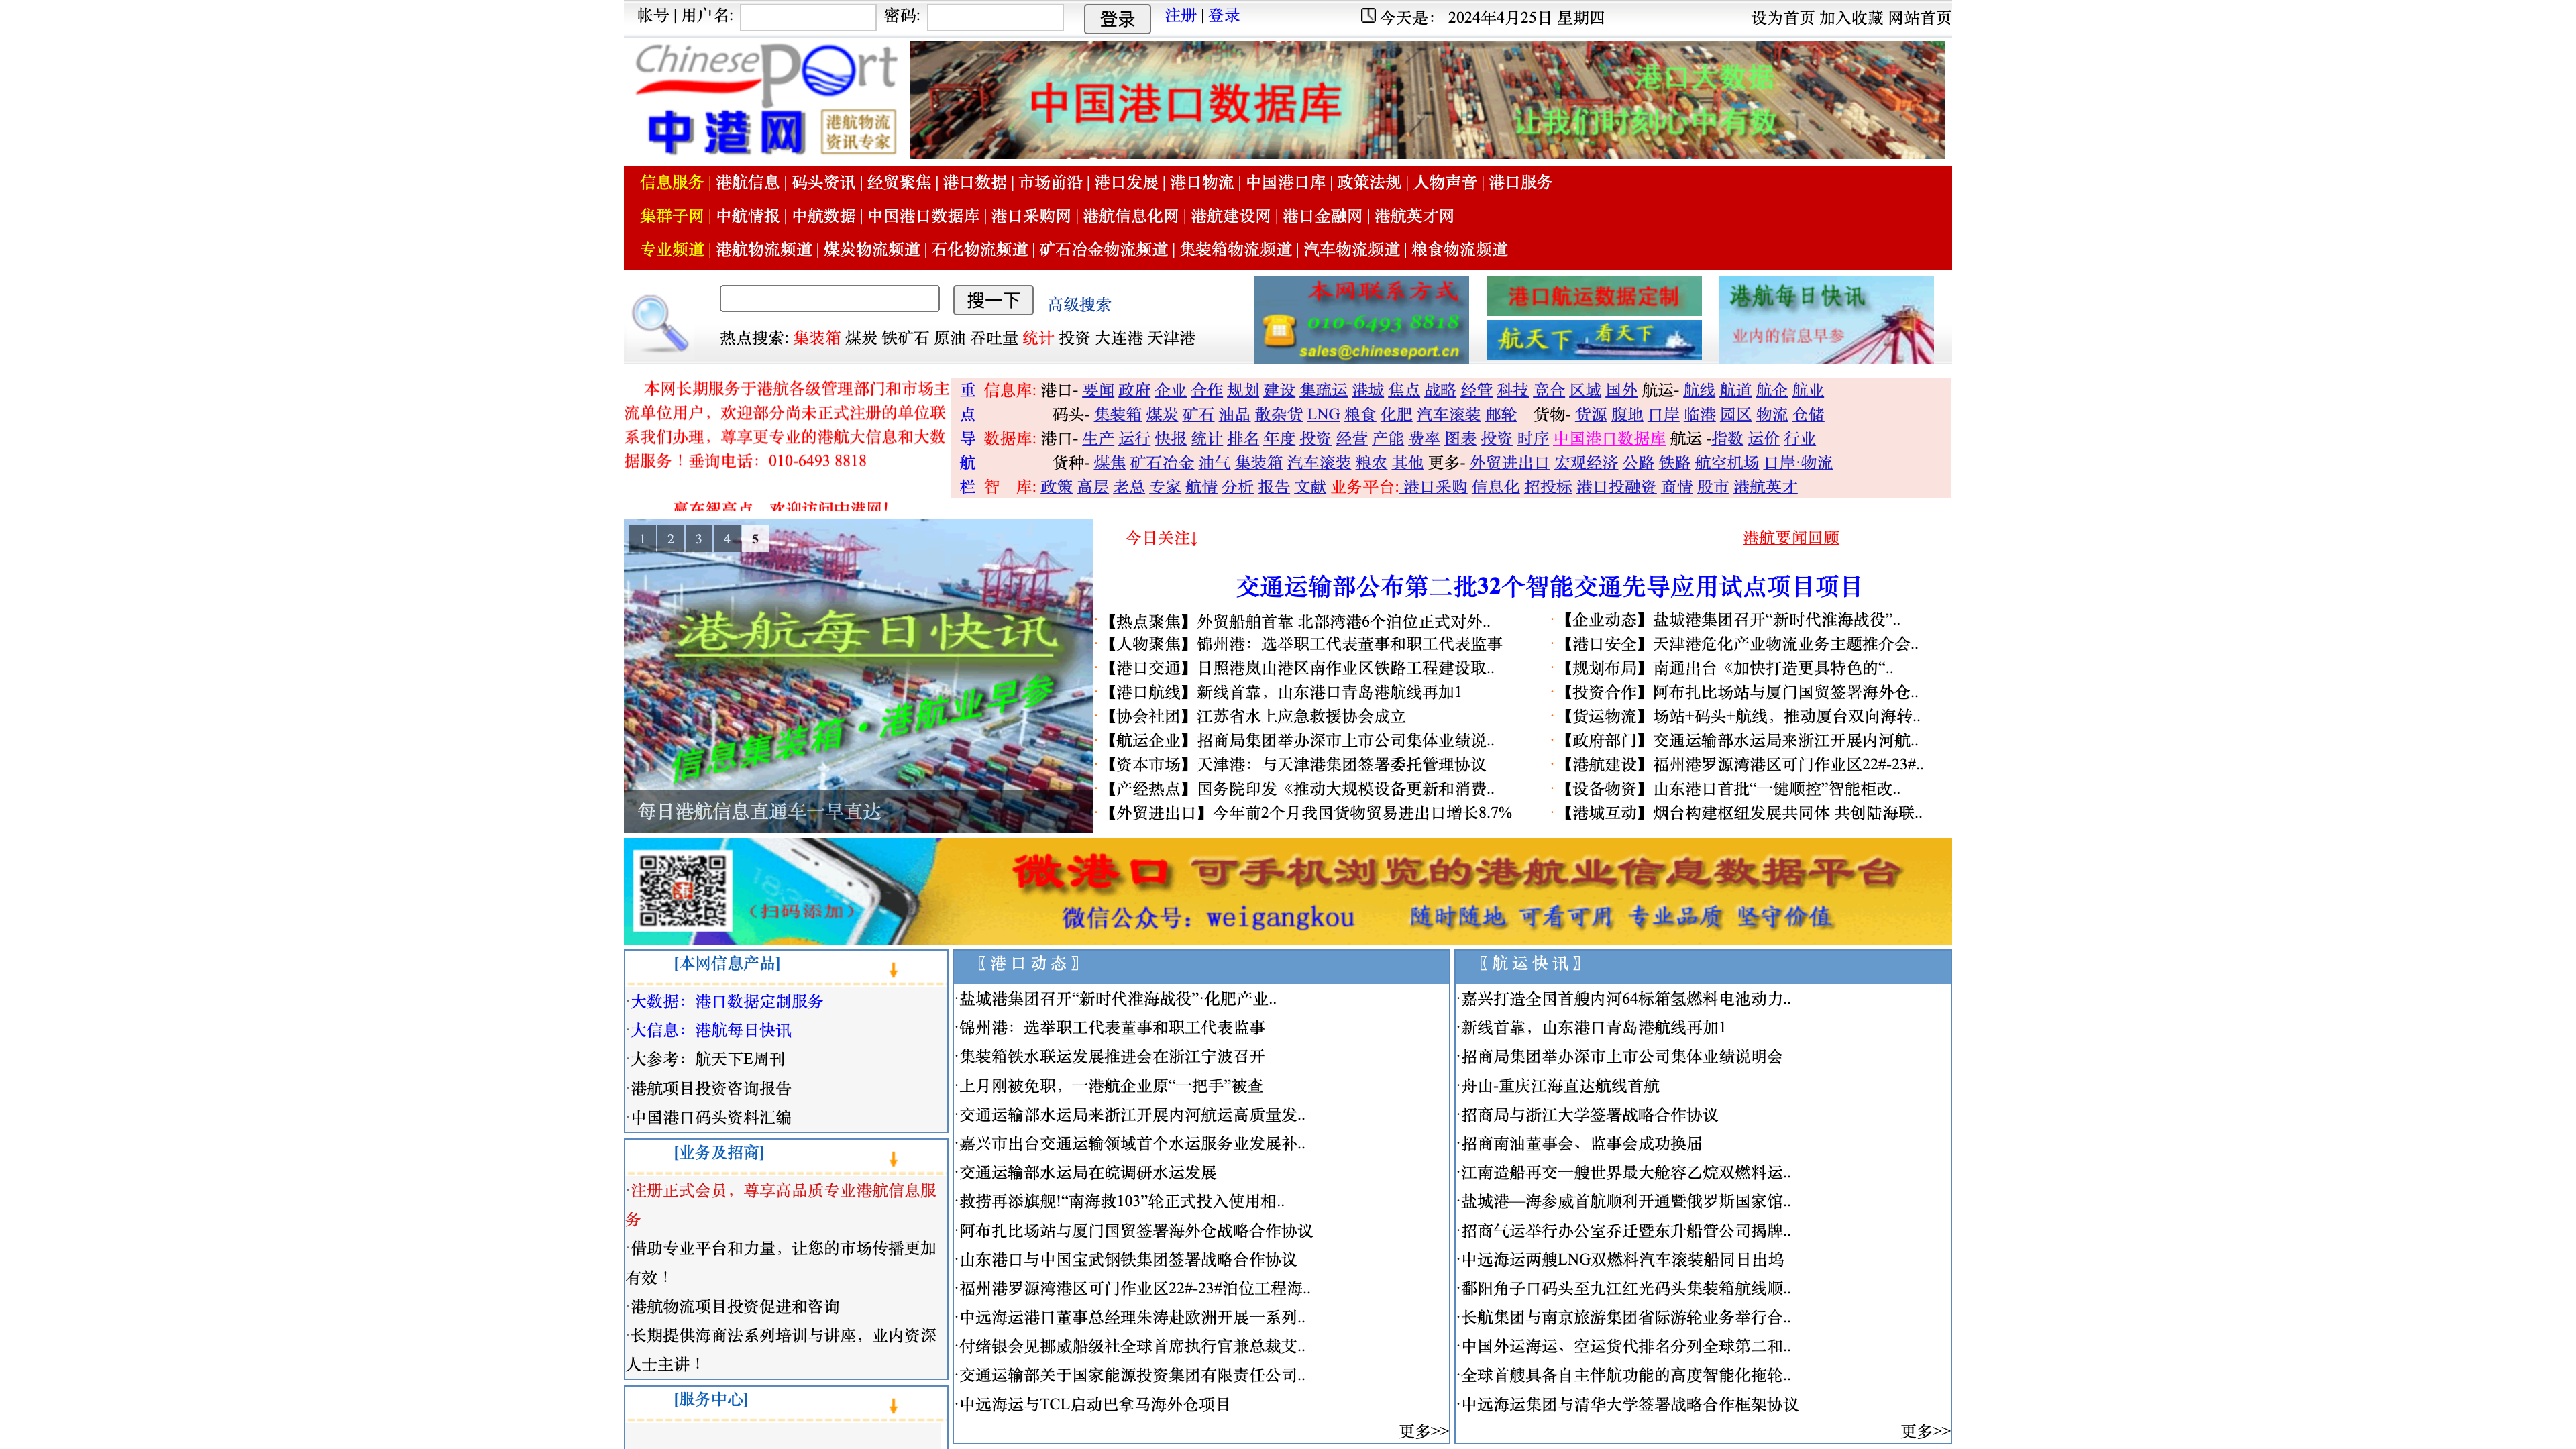 帐号 | 用户名: 密码: 登录 注册 | 登录 今天是： 2024年4月25日 星期四 设为首页 加入收藏 网站首页
Chinese Port
中港网 港航物流资讯专家
中国港口数据库
港口大数据
让我们时刻心中有数
信息服务 | 港航信息 | 码头资讯 | 经贸聚焦 | 港口数据 | 市场前沿 | 港口发展 | 港口物流 | 中国港口库 | 政策法规 | 人物声音 | 港口服务
集群子网 | 中航情报 | 中航数据 | 中国港口数据库 | 港口采购网 | 港航信息化网 | 港航建设网 | 港口金融网 | 港航英才网
专业频道 | 港航物流频道 | 煤炭物流频道 | 石化物流频道 | 矿石冶金物流频道 | 集装箱物流频道 | 汽车物流频道 | 粮食物流频道
搜一下 高级搜索
热点搜索: 集装箱 煤炭 铁矿石 原油 吞吐量 统计 投资 大连港 天津港
本网联系方式
010-6493 8818
sales@chineseport.cn
港口航运数据定制
航天下 看天下
港航每日快讯
业内的信息早参
本网长期服务于港航各级管理部门和市场主
流单位用户，欢迎部分尚未正式注册的单位联
系我们办理，尊享更专业的港航大信息和大数
据服务！垂询电话：010-6493 8818
赢在智高点，欢迎访问中港网！
重 信息库: 港口- 要闻 政府 企业 合作 规划 建设 集疏运 港城 焦点 战略 经管 科技 竞合 区域 国外 航运- 航线 航道 航企 航业
点 码头- 集装箱 煤炭 矿石 油品 散杂货 LNG 粮食 化肥 汽车滚装 邮轮 货物- 货源 腹地 口岸 临港 园区 物流 仓储
导 数据库: 港口- 生产 运行 快报 统计 排名 年度 投资 经营 产能 费率 图表 投资 时序 中国港口数据库 航运 -指数 运价 行业
航 货种- 煤焦 矿石冶金 油气 集装箱 汽车滚装 粮农 其他 更多- 外贸进出口 宏观经济 公路 铁路 航空机场 口岸·物流
栏 智 库: 政策 高层 老总 专家 航情 分析 报告 文献 业务平台: 港口采购 信息化 招投标 港口投融资 商情 股市 港航英才
1 2 3 4 5
港航每日快讯
信息集装箱·港航业早参
每日港航信息直通车一早直达
今日关注↓ 港航要闻回顾
交通运输部公布第二批32个智能交通先导应用试点项目项目
·【热点聚焦】外贸船舶首靠 北部湾港6个泊位正式对外..
·【人物聚焦】锦州港：选举职工代表董事和职工代表监事
·【港口交通】日照港岚山港区南作业区铁路工程建设取..
·【港口航线】新线首靠，山东港口青岛港航线再加1
·【协会社团】江苏省水上应急救援协会成立
·【航运企业】招商局集团举办深市上市公司集体业绩说..
·【资本市场】天津港：与天津港集团签署委托管理协议
·【产经热点】国务院印发《推动大规模设备更新和消费..
·【外贸进出口】今年前2个月我国货物贸易进出口增长8.7%
·【企业动态】盐城港集团召开“新时代淮海战役”..
·【港口安全】天津港危化产业物流业务主题推介会..
·【规划布局】南通出台《加快打造更具特色的“..
·【投资合作】阿布扎比场站与厦门国贸签署海外仓..
·【货运物流】场站+码头+航线，推动厦台双向海转..
·【政府部门】交通运输部水运局来浙江开展内河航..
·【港航建设】福州港罗源湾港区可门作业区22#-23#..
·【设备物资】山东港口首批“一键顺控”智能柜改..
·【港城互动】烟台构建枢纽发展共同体 共创陆海联..
（扫码添加）
微港口 可手机浏览的港航业信息数据平台
微信公众号：weigangkou 随时随地 可看可用 专业品质 坚守价值
[本网信息产品]
·大数据：港口数据定制服务
·大信息：港航每日快讯
·大参考：航天下E周刊
·港航项目投资咨询报告
·中国港口码头资料汇编
[业务及招商]
·注册正式会员，尊享高品质专业港航信息服
务
·借助专业平台和力量，让您的市场传播更加
有效！
·港航物流项目投资促进和咨询
·长期提供海商法系列培训与讲座，业内资深
人士主讲！
[服务中心]
〖港口动态〗
·盐城港集团召开“新时代淮海战役”·化肥产业..
·锦州港：选举职工代表董事和职工代表监事
·集装箱铁水联运发展推进会在浙江宁波召开
·上月刚被免职，一港航企业原“一把手”被查
·交通运输部水运局来浙江开展内河航运高质量发..
·嘉兴市出台交通运输领域首个水运服务业发展补..
·交通运输部水运局在皖调研水运发展
·救捞再添旗舰!“南海救103”轮正式投入使用相..
·阿布扎比场站与厦门国贸签署海外仓战略合作协议
·山东港口与中国宝武钢铁集团签署战略合作协议
·福州港罗源湾港区可门作业区22#-23#泊位工程海..
·中远海运港口董事总经理朱涛赴欧洲开展一系列..
·付绪银会见挪威船级社全球首席执行官兼总裁艾..
·交通运输部关于国家能源投资集团有限责任公司..
·中远海运与TCL启动巴拿马海外仓项目
更多>>
〖航运快讯〗
·嘉兴打造全国首艘内河64标箱氢燃料电池动力..
·新线首靠，山东港口青岛港航线再加1
·招商局集团举办深市上市公司集体业绩说明会
·舟山-重庆江海直达航线首航
·招商局与浙江大学签署战略合作协议
·招商南油董事会、监事会成功换届
·江南造船再交一艘世界最大舱容乙烷双燃料运..
·盐城港—海参威首航顺利开通暨俄罗斯国家馆..
·招商气运举行办公室乔迁暨东升船管公司揭牌..
·中远海运两艘LNG双燃料汽车滚装船同日出坞
·鄱阳角子口码头至九江红光码头集装箱航线顺..
·长航集团与南京旅游集团省际游轮业务举行合..
·中国外运海运、空运货代排名分列全球第二和..
·全球首艘具备自主伴航功能的高度智能化拖轮..
·中远海运集团与清华大学签署战略合作框架协议
更多>>